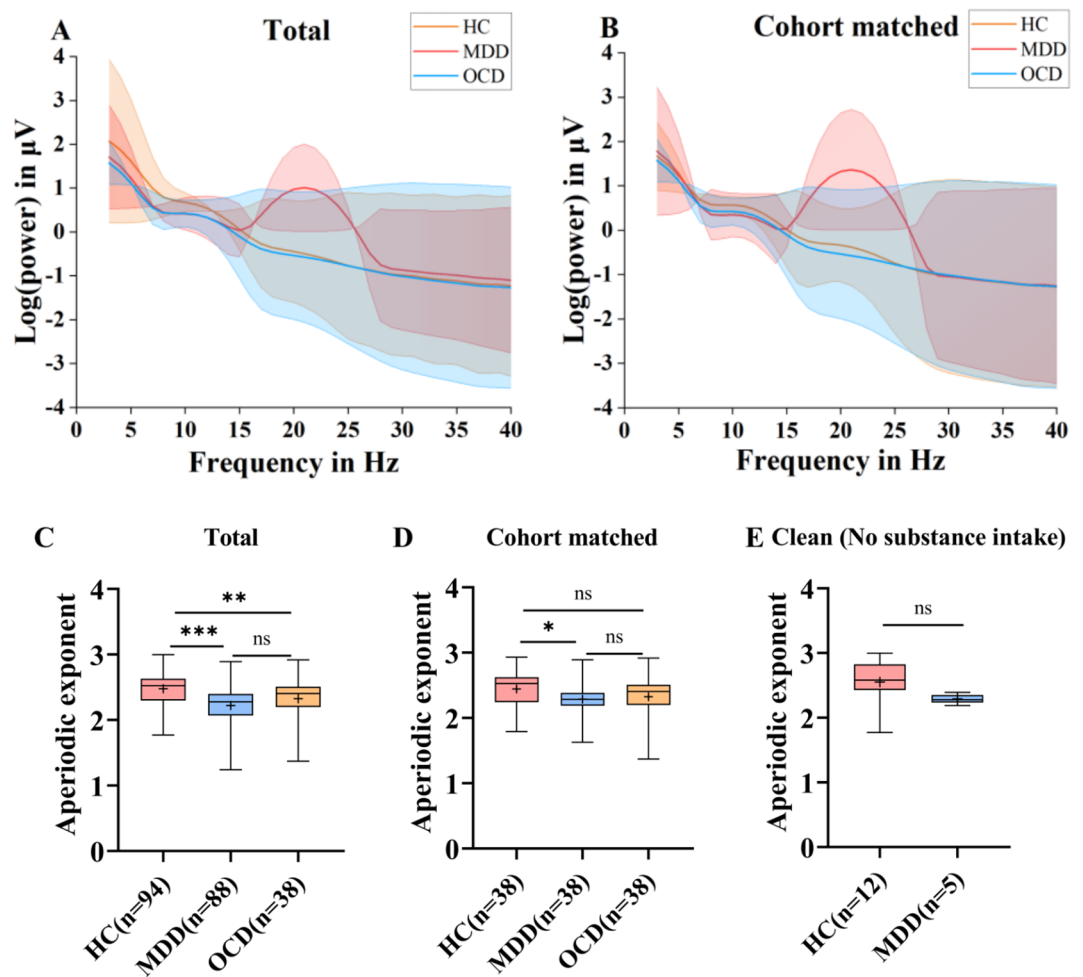 A
Total
HC
MDD
OCD
Log(power) in µV
4
3
2
1
0
-1
-2
-3
-4
0 5 10 15 20 25 30 35 40
Frequency in Hz
B
Cohort matched
HC
MDD
OCD
Log(power) in µV
4
3
2
1
0
-1
-2
-3
-4
0 5 10 15 20 25 30 35 40
Frequency in Hz
C
Total
Aperiodic exponent
4
3
2
1
0
**
***
ns
HC(n=94)
MDD(n=88)
OCD(n=38)
D
Cohort matched
Aperiodic exponent
4
3
2
1
0
ns
*
ns
HC(n=38)
MDD(n=38)
OCD(n=38)
E Clean (No substance intake)
Aperiodic exponent
4
3
2
1
0
ns
HC(n=12)
MDD(n=5)